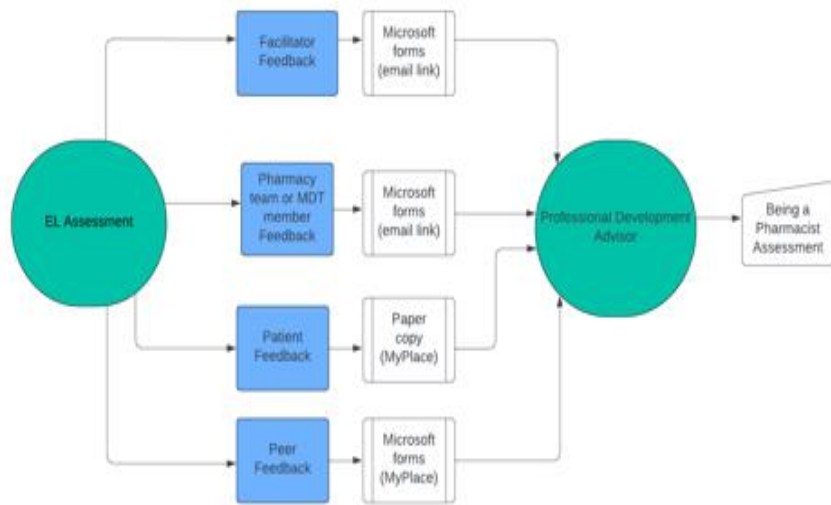 Facilitator
Feedback
Microsoft
forms
(email link)
EL Assessment
Pharmacy
team or MDT
member
Feedback
Microsoft
forms
(email link)
Professional Development
Advisor
Being a
Pharmacist
Assessment
Patient
Feedback
Paper
copy
(MyPlace)
Peer
Feedback
Microsoft
forms
(MyPlace)